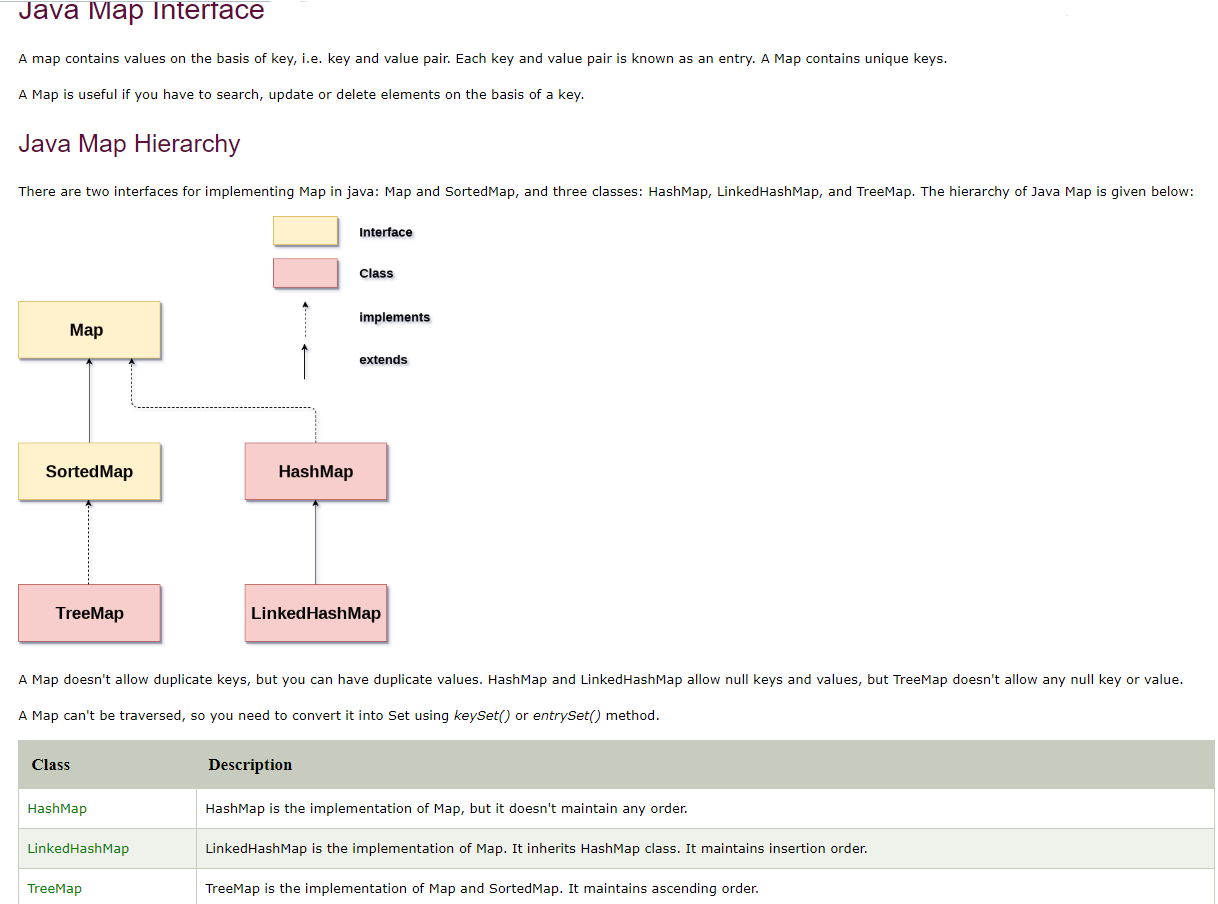 Java Map Interface
A map contains values on the basis of key, i.e. key and value pair. Each key and value pair is known as an entry. A Map contains unique keys.
A Map is useful if you have to search, update or delete elements on the basis of a key.
Java Map Hierarchy
There are two interfaces for implementing Map in java: Map and SortedMap, and three classes: HashMap, LinkedHashMap, and TreeMap. The hierarchy of Java Map is given below:
Interface
Class
implements
extends
Map
SortedMap
HashMap
TreeMap
LinkedHashMap
A Map doesn't allow duplicate keys, but you can have duplicate values. HashMap and LinkedHashMap allow null keys and values, but TreeMap doesn't allow any null key or value.
A Map can't be traversed, so you need to convert it into Set using keySet() or entrySet() method.
Class Description
HashMap HashMap is the implementation of Map, but it doesn't maintain any order.
LinkedHashMap LinkedHashMap is the implementation of Map. It inherits HashMap class. It maintains insertion order.
TreeMap TreeMap is the implementation of Map and SortedMap. It maintains ascending order.